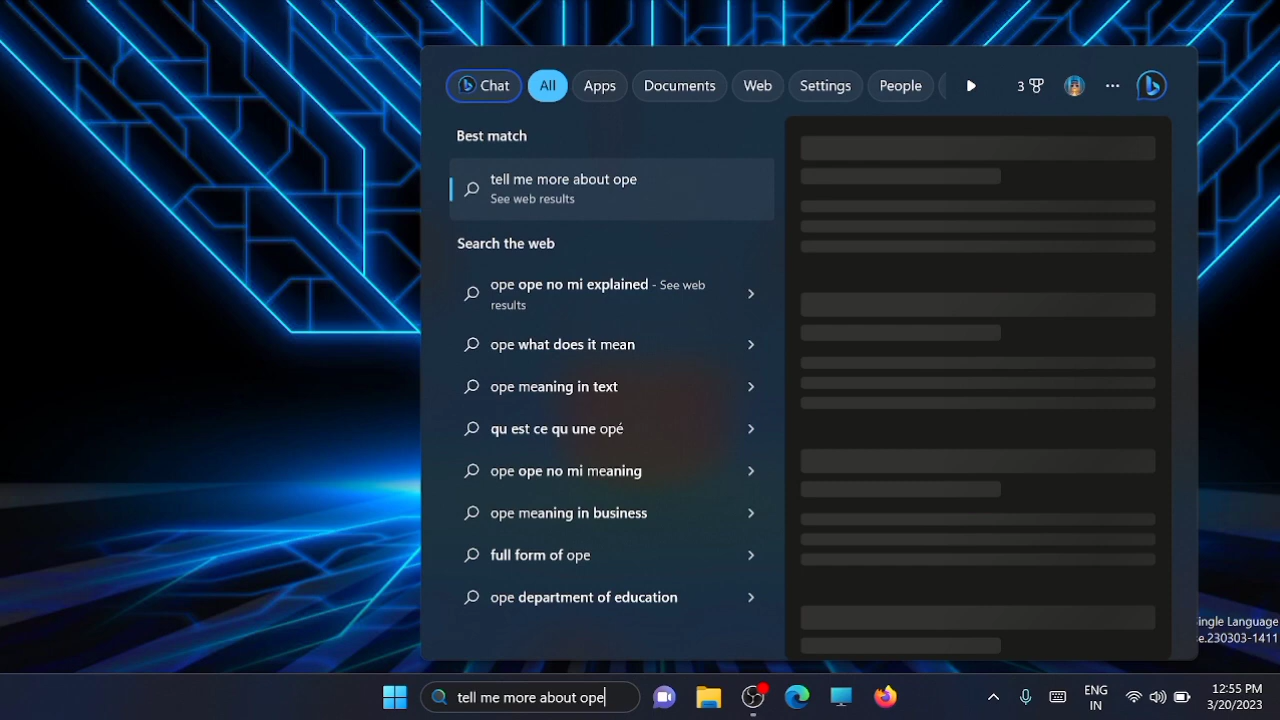 Chat
All
Apps
Documents
Web
Settings
People
3
Best match
tell me more about ope
See web results
Search the web
ope ope no mi explained - See web
results
ope what does it mean
ope meaning in text
qu est ce qu une opé
ope ope no mi meaning
ope meaning in business
full form of ope
ope department of education
ingle Language
e.230303-1411
tell me more about ope
ENG
IN
12:55 PM
3/20/2023